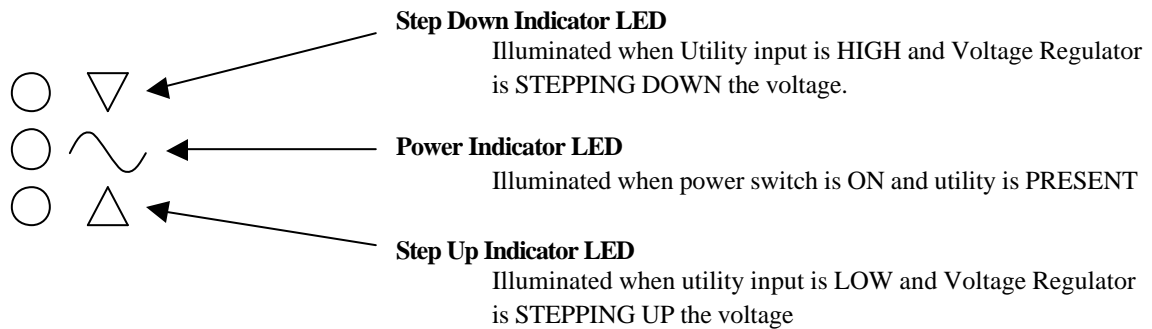 Step Down Indicator LED
Illuminated when Utility input is HIGH and Voltage Regulator
is STEPPING DOWN the voltage.
Power Indicator LED
Illuminated when power switch is ON and utility is PRESENT
Step Up Indicator LED
Illuminated when utility input is LOW and Voltage Regulator
is STEPPING UP the voltage